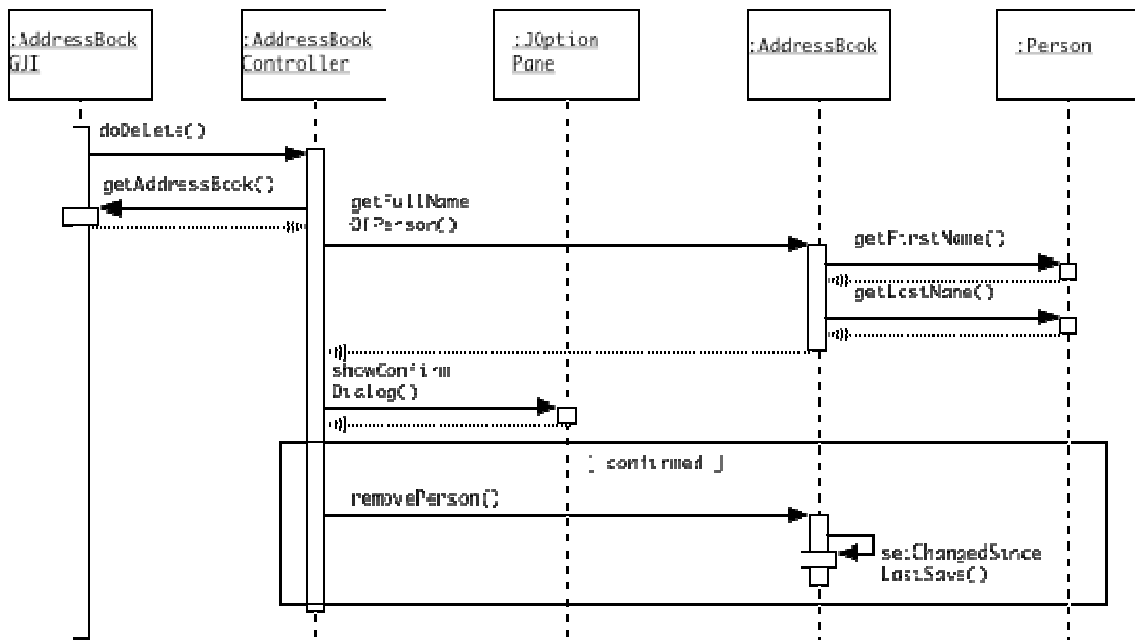 :AddressBook
GUI
:AddressBook
Controller
:JOption
Pane
:AddressBook
:Person
doDelete()
getAddressBook()
getFullName
OfPerson()
getFirstName()
getLastName()
showConfirm
Dialog()
[ confirmed ]
removePerson()
setChangedSince
LastSave()